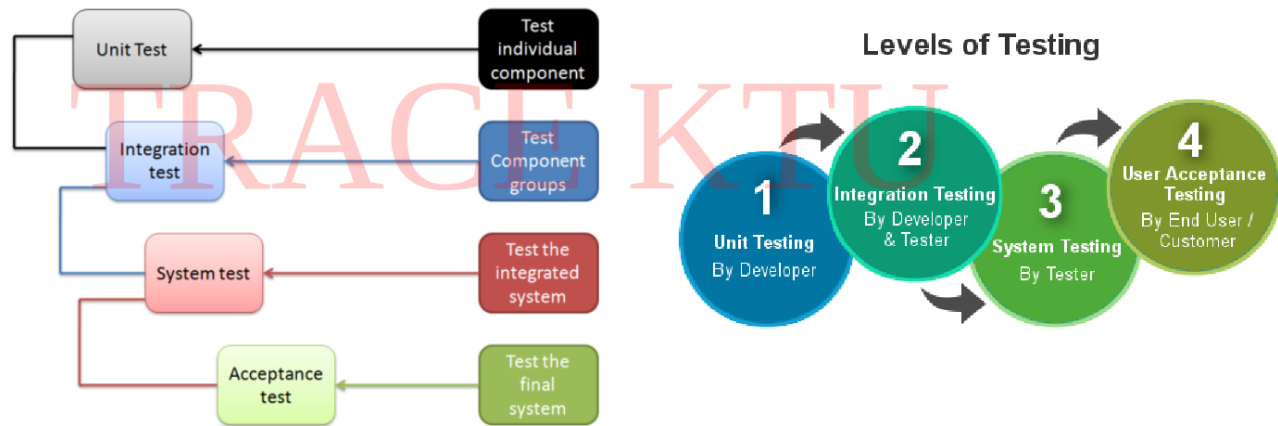 Unit Test
Test
individual
component
Integration
test
Test
Component
groups
System test
Test the
integrated
system
Acceptance
test
Test the
final
system
TRACE KTU
Levels of Testing
1
Unit Testing
By Developer
2
Integration Testing
By Developer
& Tester
3
System Testing
By Tester
4
User Acceptance
Testing
By End User /
Customer